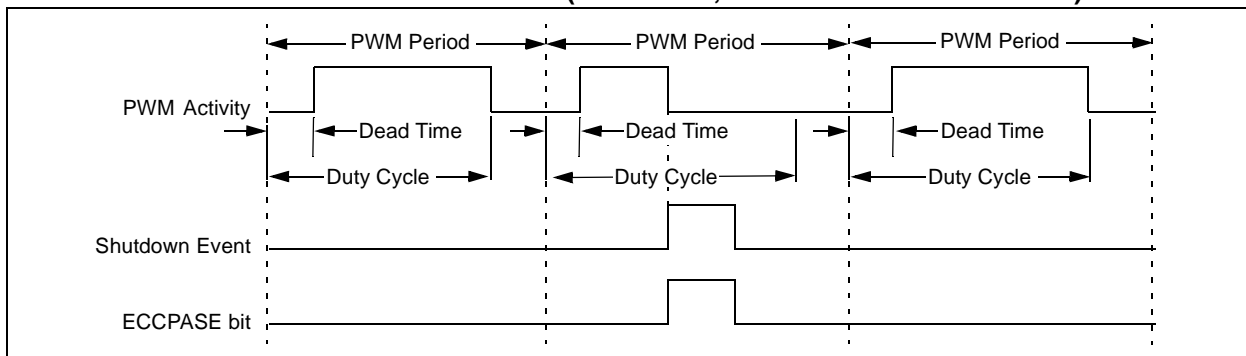 PWM Period PWM Period PWM Period
PWM Activity
Dead Time Dead Time Dead Time
Duty Cycle Duty Cycle Duty Cycle
Shutdown Event
ECCPASE bit